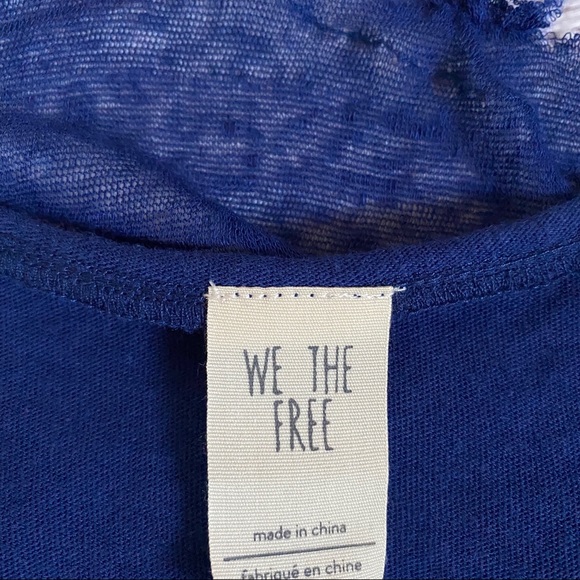 WE THE
FREE
made in china
fabriqué en chine